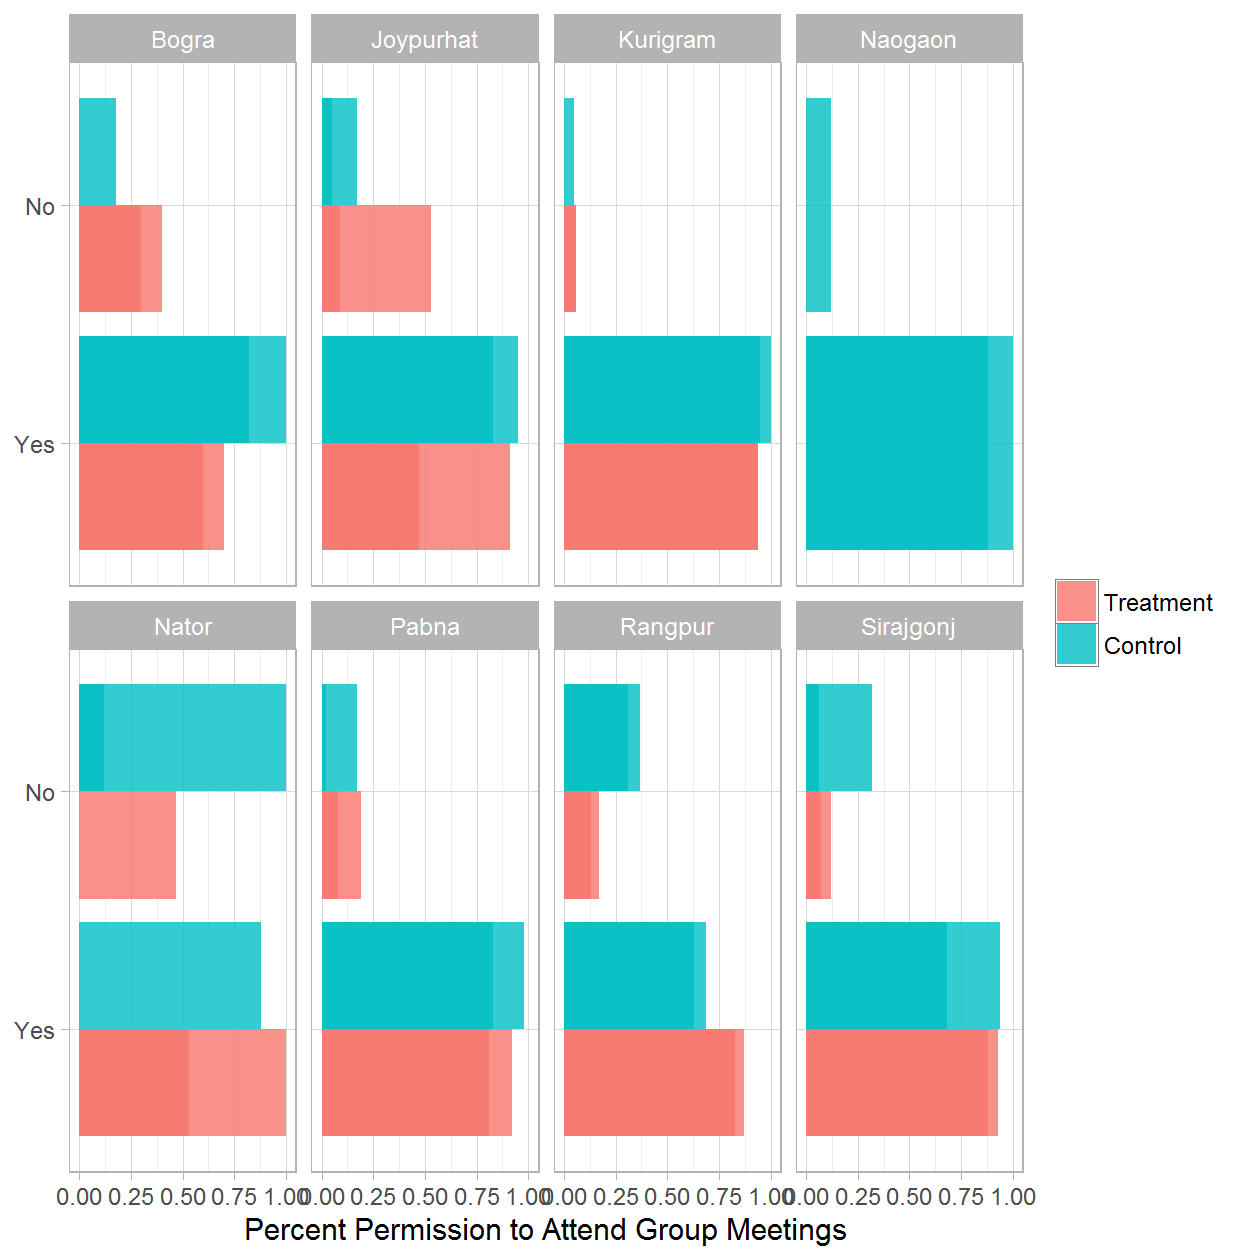 Bogra Joypurhat Kurigram Naogaon
No
Yes
Treatment
Control
Nator Pabna Rangpur Sirajgonj
No
Yes
0.00 0.25 0.50 0.75 1.00 0.00 0.25 0.50 0.75 1.00 0.00 0.25 0.50 0.75 1.00 0.00 0.25 0.50 0.75 1.00
Percent Permission to Attend Group Meetings